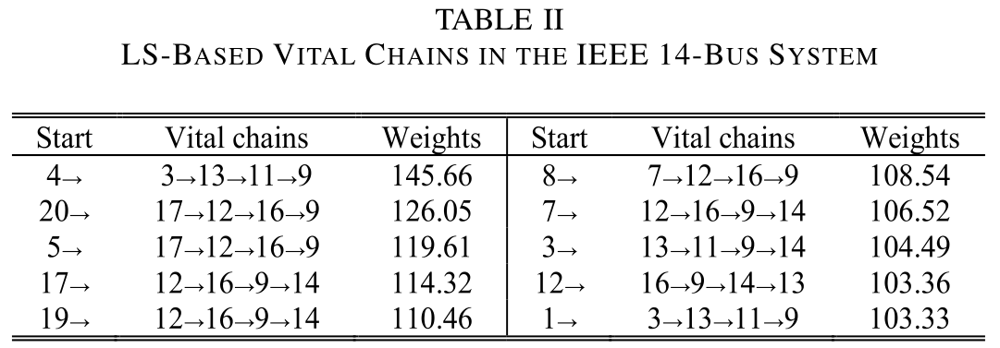 TABLE II
LS-BASED VITAL CHAINS IN THE IEEE 14-BUS SYSTEM
Start Vital chains Weights Start Vital chains Weights
4→ 3→13→11→9 145.66 8→ 7→12→16→9 108.54
20→ 17→12→16→9 126.05 7→ 12→16→9→14 106.52
5→ 17→12→16→9 119.61 3→ 13→11→9→14 104.49
17→ 12→16→9→14 114.32 12→ 16→9→14→13 103.36
19→ 12→16→9→14 110.46 1→ 3→13→11→9 103.33